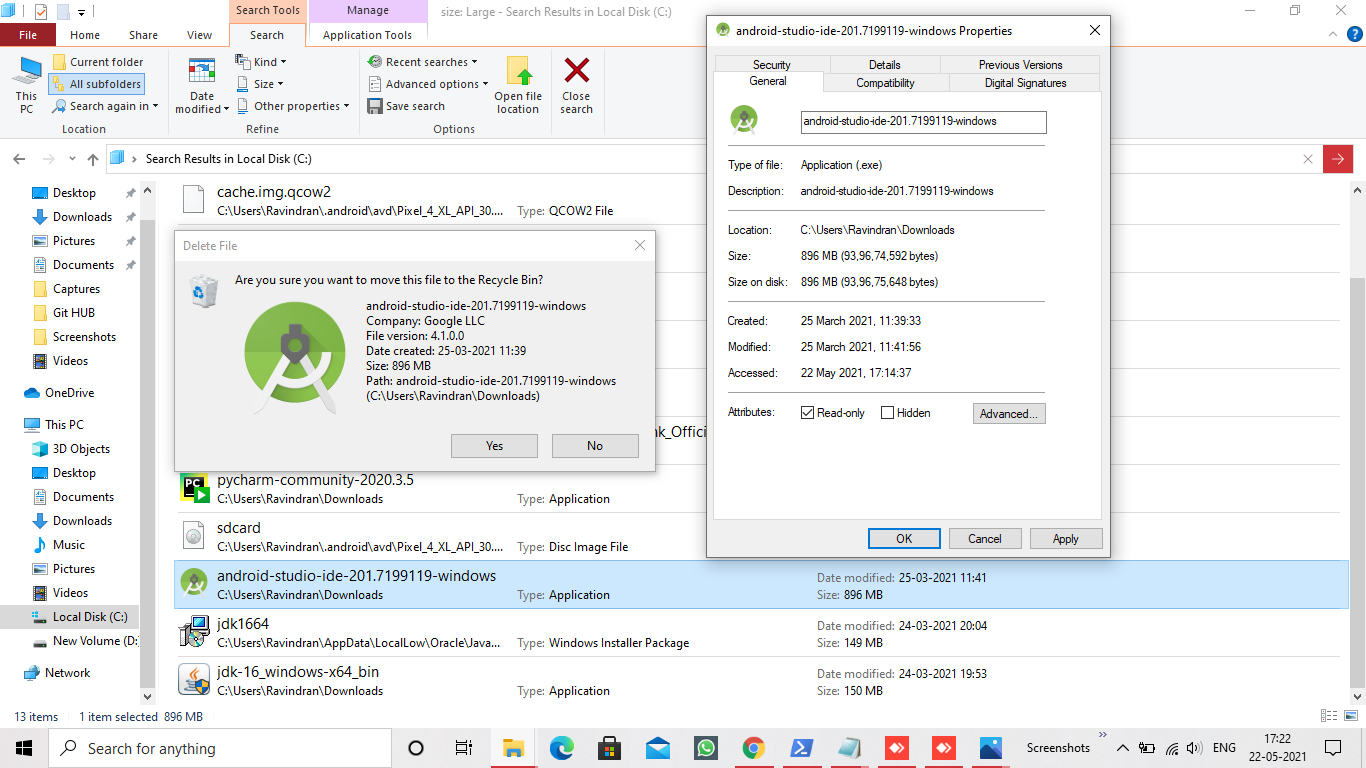 Search Tools
Manage
size: Large - Search Results in Local Disk (C:)
File
Home
Share
View
Search
Application Tools
This PC
Current folder
All subfolders
Search again in
Location
Date modified
Kind
Size
Other properties
Refine
Recent searches
Advanced options
Save search
Options
Open file location
Close search
Search Results in Local Disk (C:)
Desktop
Downloads
Pictures
Documents
Captures
Git HUB
Screenshots
Videos
OneDrive
This PC
3D Objects
Desktop
Documents
Downloads
Music
Pictures
Videos
Local Disk (C:)
New Volume (D:
Network
cache.img.qcow2
C:\Users\Ravindran\.android\avd\Pixel_4_XL_API_30.... Type: QCOW2 File
Delete File
Are you sure you want to move this file to the Recycle Bin?
android-studio-ide-201.7199119-windows
Company: Google LLC
File version: 4.1.0.0
Date created: 25-03-2021 11:39
Size: 896 MB
Path: android-studio-ide-201.7199119-windows
(C:\Users\Ravindran\Downloads)
Yes
No
nk_Offici
PC
pycharm-community-2020.3.5
C:\Users\Ravindran\Downloads Type: Application
sdcard
C:\Users\Ravindran\.android\avd\Pixel_4_XL_API_30.... Type: Disc Image File
android-studio-ide-201.7199119-windows Date modified: 25-03-2021 11:41
C:\Users\Ravindran\Downloads Type: Application Size: 896 MB
jdk1664 Date modified: 24-03-2021 20:04
C:\Users\Ravindran\AppData\LocalLow\Oracle\Java... Type: Windows Installer Package Size: 149 MB
jdk-16_windows-x64_bin Date modified: 24-03-2021 19:53
C:\Users\Ravindran\Downloads Type: Application Size: 150 MB
13 items 1 item selected 896 MB
android-studio-ide-201.7199119-windows Properties
Security
Details
Previous Versions
General
Compatibility
Digital Signatures
android-studio-ide-201.7199119-windows
Type of file: Application (.exe)
Description: android-studio-ide-201.7199119-windows
Location: C:\Users\Ravindran\Downloads
Size: 896 MB (93,96,74,592 bytes)
Size on disk: 896 MB (93,96,75,648 bytes)
Created: 25 March 2021, 11:39:33
Modified: 25 March 2021, 11:41:56
Accessed: 22 May 2021, 17:14:37
Attributes: Read-only Hidden Advanced...
OK
Cancel
Apply
Search for anything
Screenshots
ENG
17:22
22-05-2021